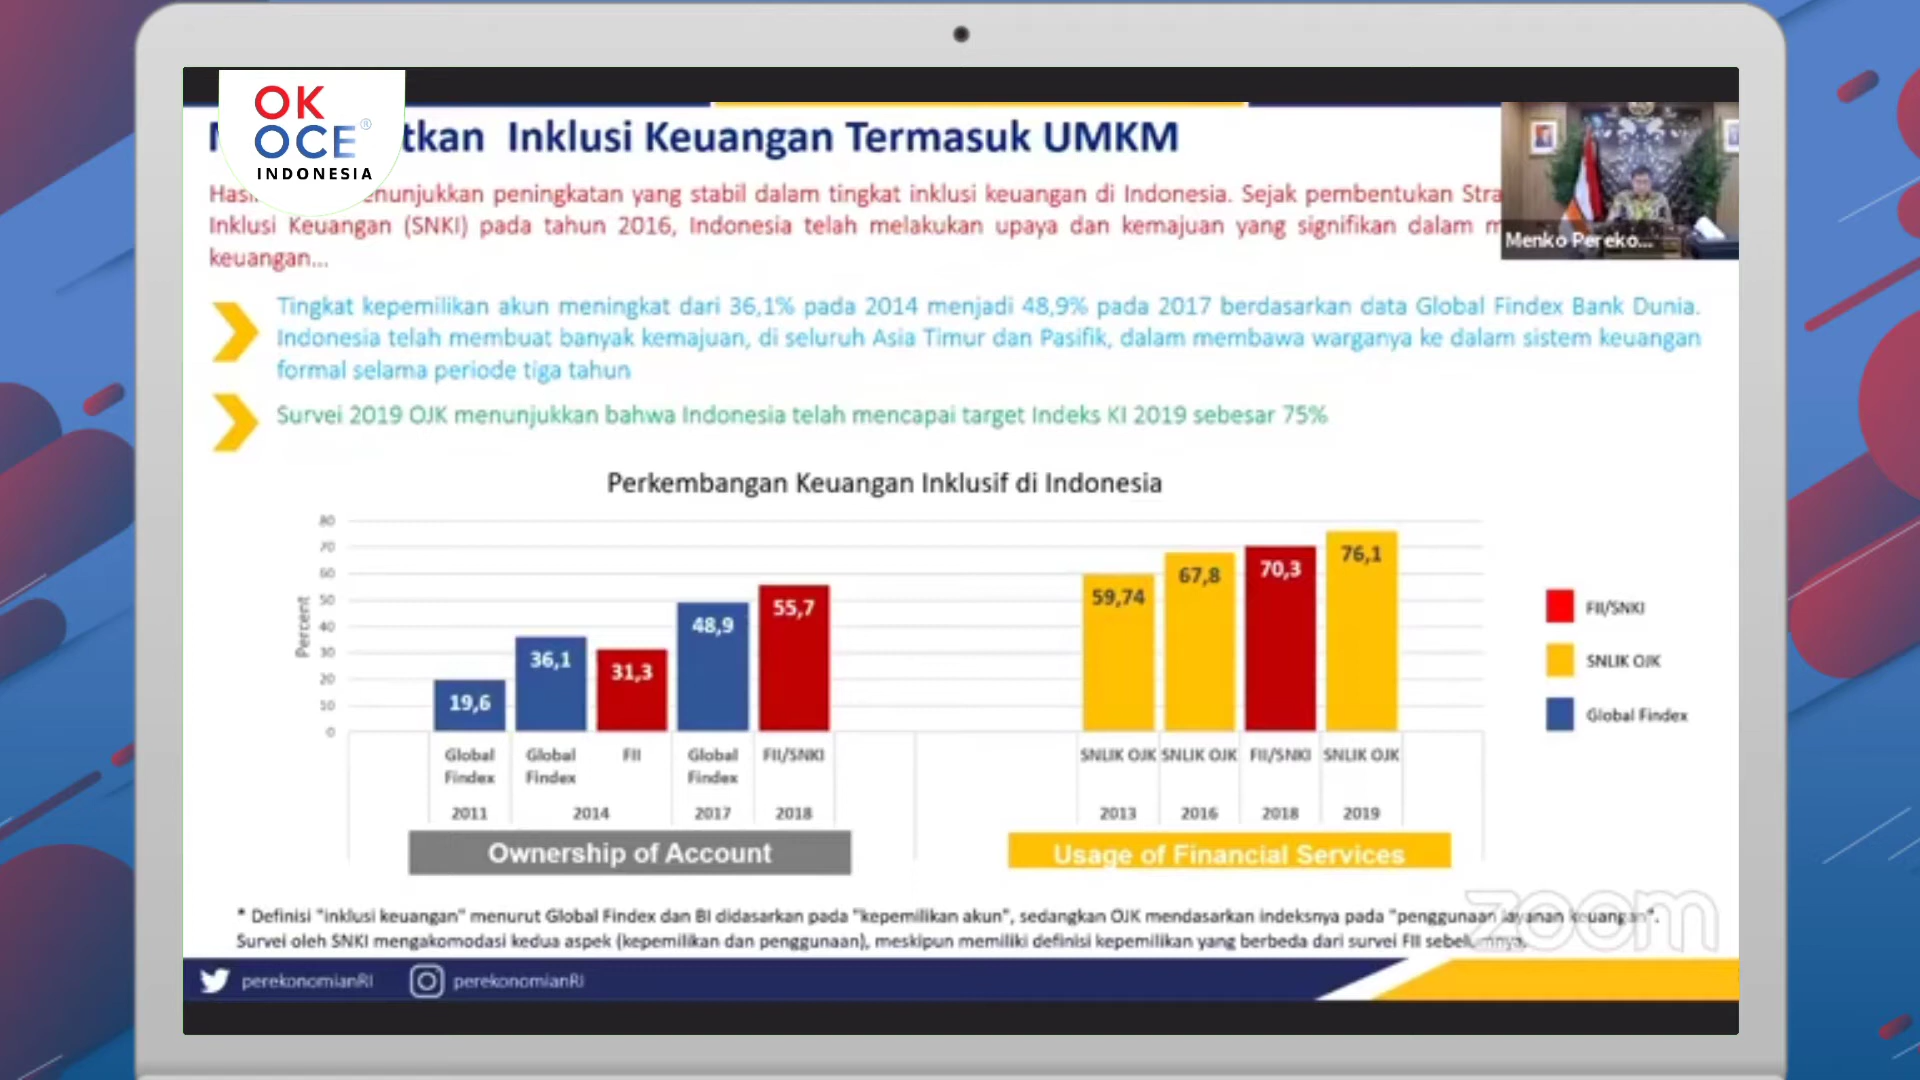 OK
OCE®
INDONESIA
tkan Inklusi Keuangan Termasuk UMKM
Menko Pereko...
Has enunjukkan peningkatan yang stabil dalam tingkat inklusi keuangan di Indonesia. Sejak pembentukan Stra
Inklusi Keuangan (SNKI) pada tahun 2016, Indonesia telah melakukan upaya dan kemajuan yang signifikan dalam m
keuangan...
Tingkat kepemilikan akun meningkat dari 36,1% pada 2014 menjadi 48,9% pada 2017 berdasarkan data Global Findex Bank Dunia.
Indonesia telah membuat banyak kemajuan, di seluruh Asia Timur dan Pasifik, dalam membawa warganya ke dalam sistem keuangan
formal selama periode tiga tahun
Survei 2019 OJK menunjukkan bahwa Indonesia telah mencapai target Indeks KI 2019 sebesar 75%
Perkembangan Keuangan Inklusif di Indonesia
Percent
80
70
60
50
40
30
20
10
0
19,6
36,1
31,3
48,9
55,7
59,74
67,8
70,3
76,1
Global Findex
Global Findex
FII
Global Findex
FII/SNKI
SNLIK OJK
SNLIK OJK
FII/SNKI
SNLIK OJK
2011
2014
2017
2018
2013
2016
2018
2019
Ownership of Account
Usage of Financial Services
FII/SNKI
SNLIK OJK
Global Findex
* Definisi "inklusi keuangan" menurut Global Findex dan BI didasarkan pada "kepemilikan akun", sedangkan OJK mendasarkan indeksnya pada "penggunaan layanan keuangan".
Survei oleh SNKI mengakomodasi kedua aspek (kepemilikan dan penggunaan), meskipun memiliki definisi kepemilikan yang berbeda dari survei FII sebelumnya.
zoom
perekonomianRI
perekonomianRI